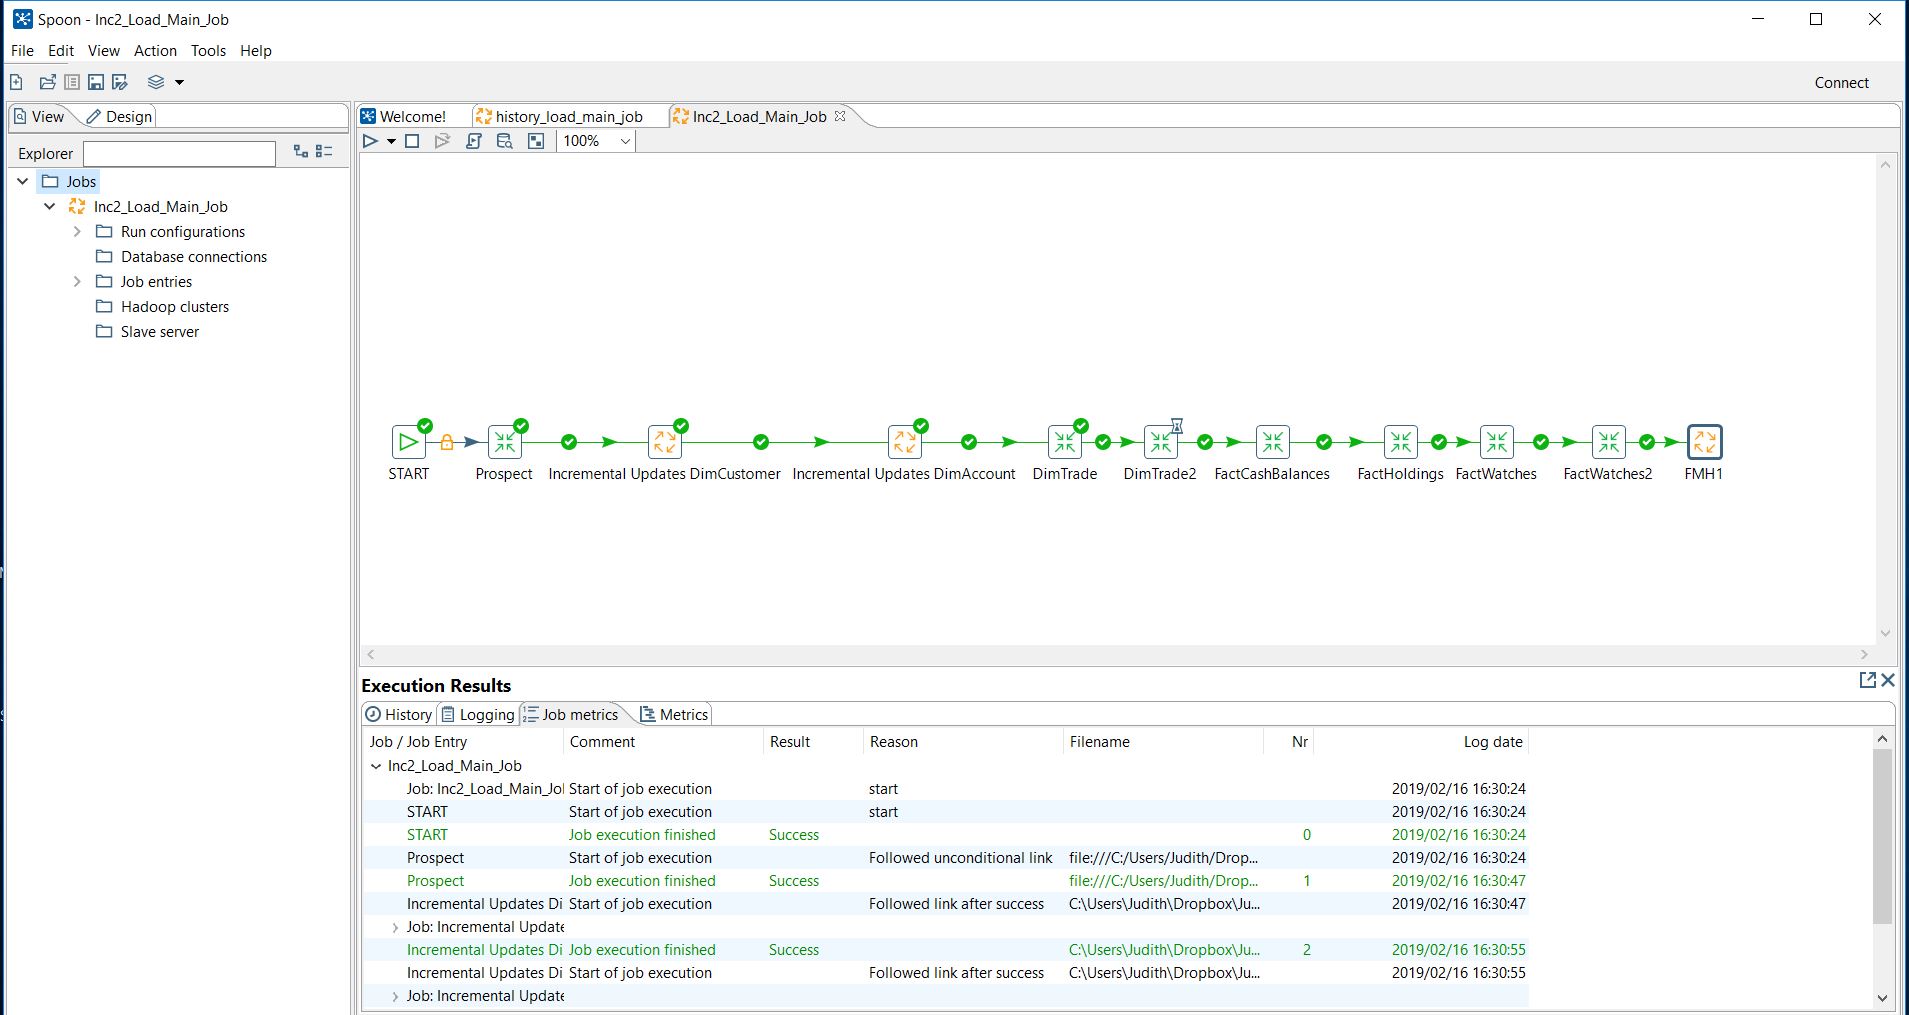 Spoon - Inc2_Load_Main_Job
File Edit View Action Tools Help
Connect
View Design
Explorer
Jobs
Inc2_Load_Main_Job
Run configurations
Database connections
Job entries
Hadoop clusters
Slave server
Welcome! history_load_main_job Inc2_Load_Main_Job
100%
START Prospect Incremental Updates DimCustomer Incremental Updates DimAccount DimTrade DimTrade2 FactCashBalances FactHoldings FactWatches FactWatches2 FMH1
Execution Results
History Logging Job metrics Metrics
Job / Job Entry Comment Result Reason Filename Nr Log date
Inc2_Load_Main_Job
Job: Inc2_Load_Main_Jo Start of job execution start 2019/02/16 16:30:24
START Start of job execution start 2019/02/16 16:30:24
START Job execution finished Success 0 2019/02/16 16:30:24
Prospect Start of job execution Followed unconditional link file:///C:/Users/Judith/Drop... 2019/02/16 16:30:24
Prospect Job execution finished Success file:///C:/Users/Judith/Drop... 1 2019/02/16 16:30:47
Incremental Updates Di Start of job execution Followed link after success C:\Users\Judith\Dropbox\Ju... 2019/02/16 16:30:47
Job: Incremental Update
Incremental Updates Di Job execution finished Success C:\Users\Judith\Dropbox\Ju... 2 2019/02/16 16:30:55
Incremental Updates Di Start of job execution Followed link after success C:\Users\Judith\Dropbox\Ju... 2019/02/16 16:30:55
Job: Incremental Update